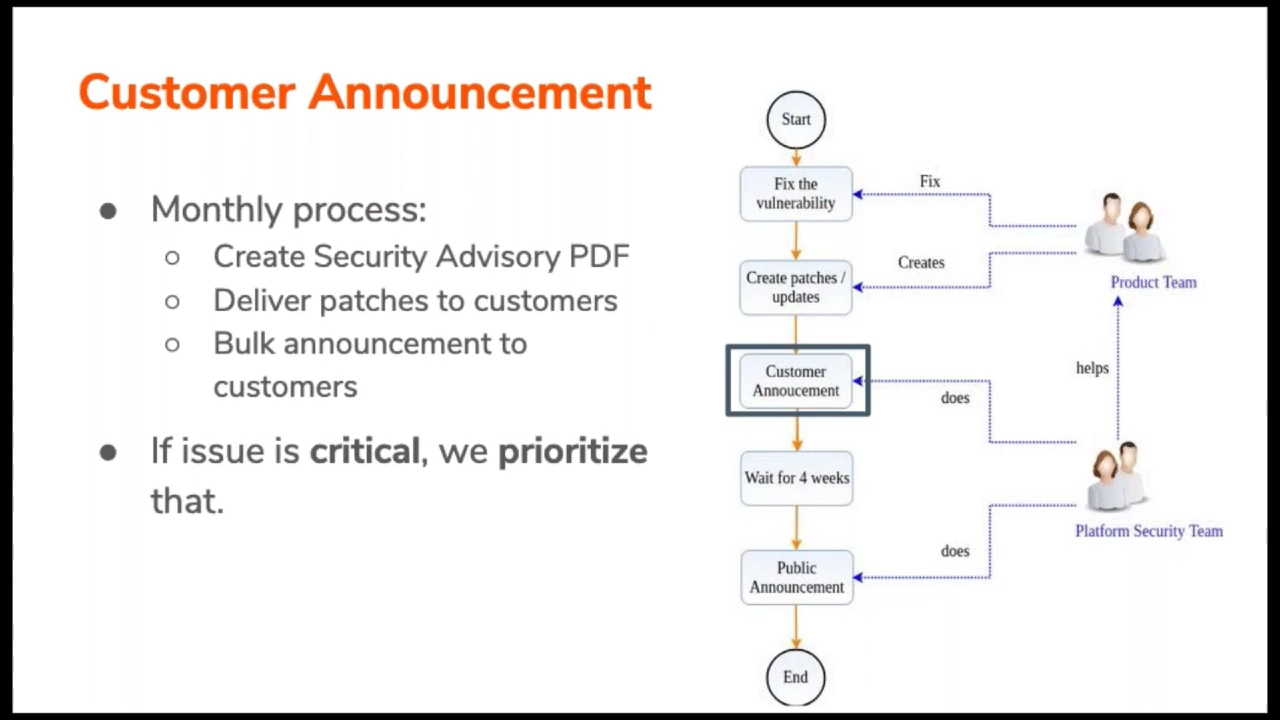 Customer Announcement
● Monthly process:
○ Create Security Advisory PDF
○ Deliver patches to customers
○ Bulk announcement to
customers
● If issue is critical, we prioritize
that.
Start
Fix the
vulnerability
Fix
Create patches /
updates
Creates
Product Team
Customer
Annoucement
does
helps
Wait for 4 weeks
Platform Security Team
Public
Announcement
does
End